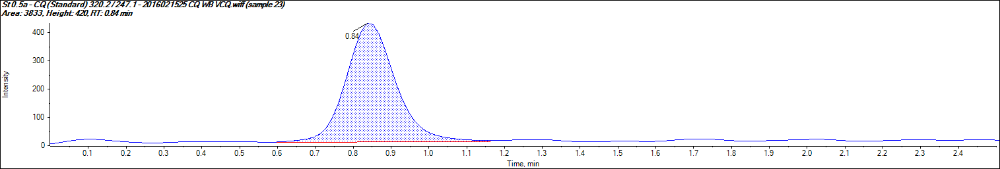 St 0.5a - CQ (Standard) 320.2 / 247.1 - 2016021525 CQ WB VCQ.wiff (sample 23)
Area: 3833, Height: 420, RT: 0.84 min
0.84
400
300
200
100
0
Intensity
0.1 0.2 0.3 0.4 0.5 0.6 0.7 0.8 0.9 1.0 1.1 1.2 1.3 1.4 1.5 1.6 1.7 1.8 1.9 2.0 2.1 2.2 2.3 2.4
Time, min